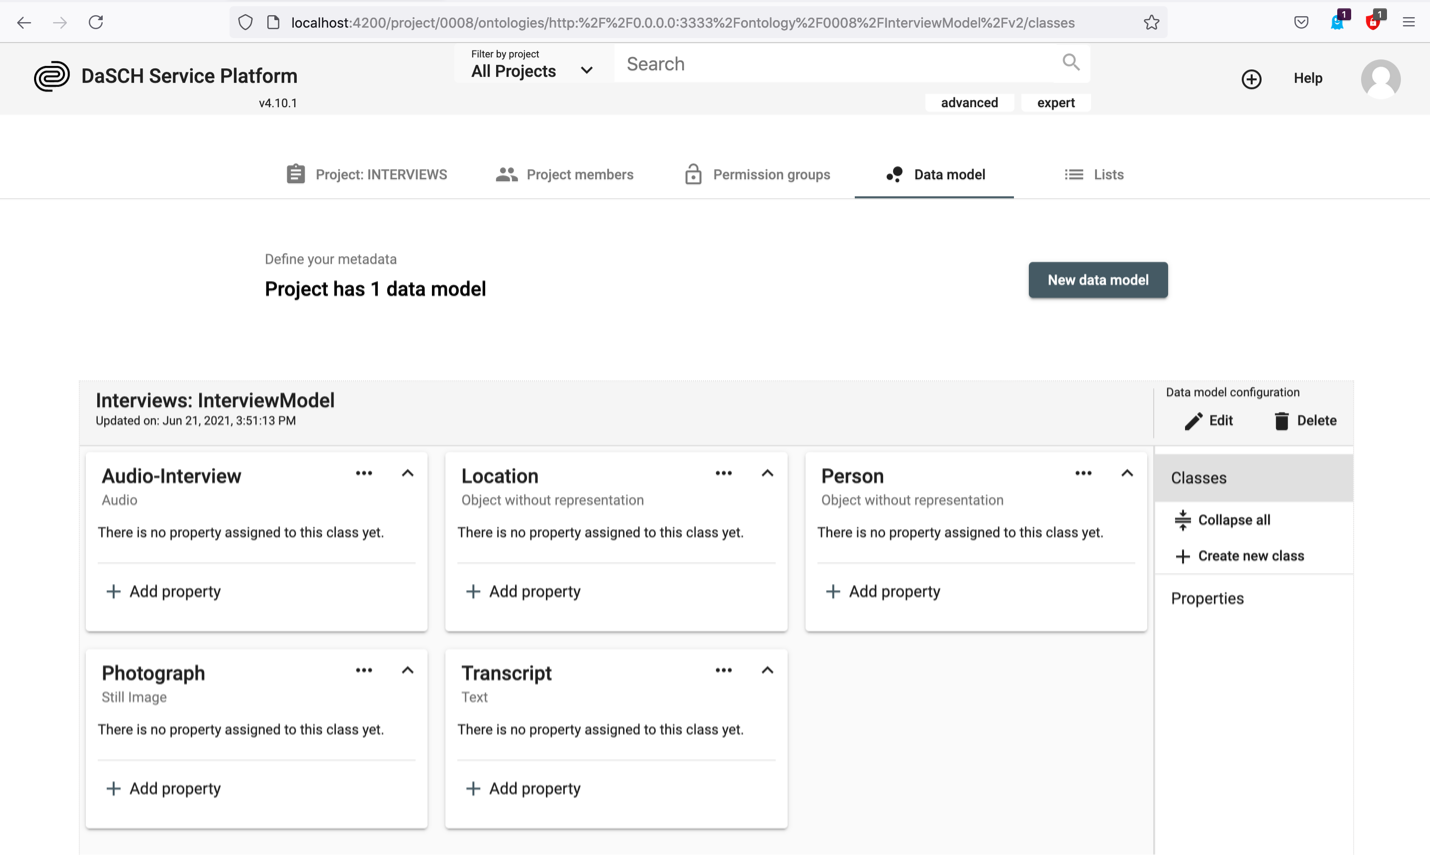 localhost:4200/project/0008/ontologies/http:%2F%2F0.0.0.0:3333%2Fontology%2F0008%2FInterviewModel%2Fv2/classes
1
1
DaSCH Service Platform
v4.10.1
Filter by project
All Projects
Search
advanced
expert
Help
Project: INTERVIEWS
Project members
Permission groups
Data model
Lists
Define your metadata
Project has 1 data model
New data model
Interviews: InterviewModel
Updated on: Jun 21, 2021, 3:51:13 PM
Data model configuration
Edit
Delete
Audio-Interview
Audio
There is no property assigned to this class yet.
Add property
Location
Object without representation
There is no property assigned to this class yet.
Add property
Person
Object without representation
There is no property assigned to this class yet.
Add property
Classes
Collapse all
Create new class
Properties
Photograph
Still Image
There is no property assigned to this class yet.
Add property
Transcript
Text
There is no property assigned to this class yet.
Add property